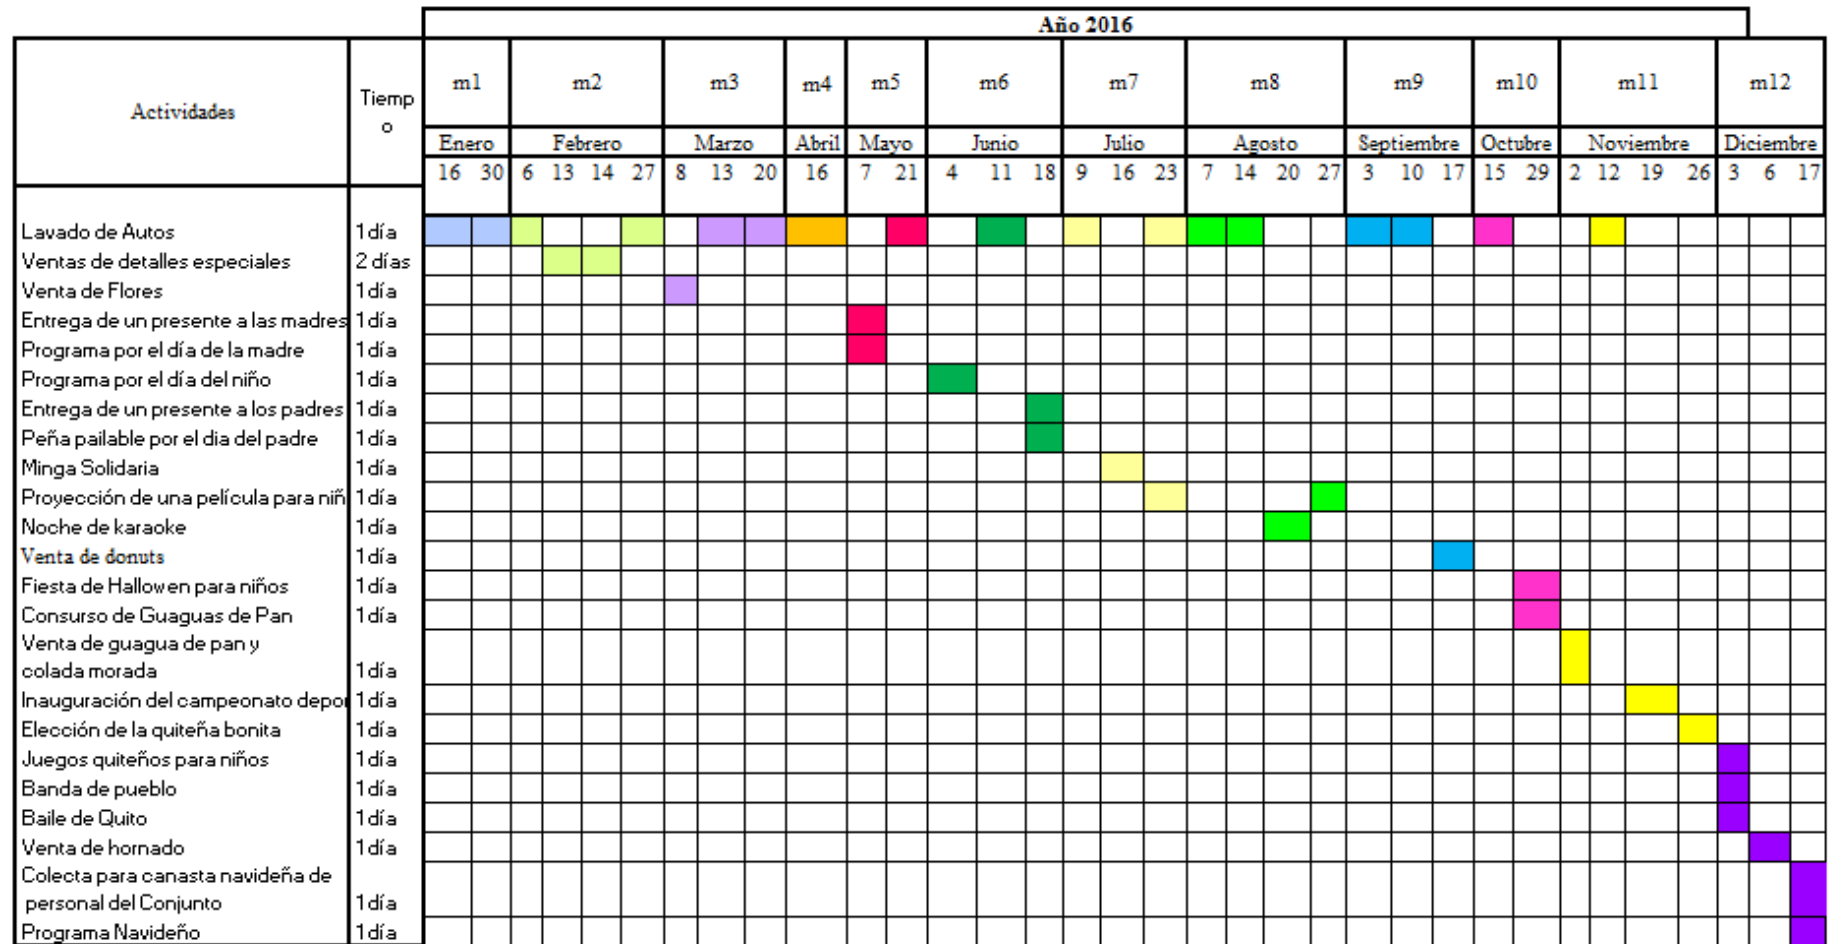 Año 2016
Actividades
Tiemp
o
m1 m2 m3 m4 m5 m6 m7 m8 m9 m10 m11 m12
Enero Febrero Marzo Abril Mayo Junio Julio Agosto Septiembre Octubre Noviembre Diciembre
16 30 6 13 14 27 8 13 20 16 7 21 4 11 18 9 16 23 7 14 20 27 3 10 17 15 29 2 12 19 26 3 6 17
Lavado de Autos 1 día
Ventas de detalles especiales 2 días
Venta de Flores 1 día
Entrega de un presente a las madres 1 día
Programa por el día de la madre 1 día
Programa por el día del niño 1 día
Entrega de un presente a los padres 1 día
Peña pailable por el dia del padre 1 día
Minga Solidaria 1 día
Proyección de una película para niñ 1 día
Noche de karaoke 1 día
Venta de donuts 1 día
Fiesta de Hallowen para niños 1 día
Consurso de Guaguas de Pan 1 día
Venta de guagua de pan y
colada morada 1 día
Inauguración del campeonato depor 1 día
Elección de la quiteña bonita 1 día
Juegos quiteños para niños 1 día
Banda de pueblo 1 día
Baile de Quito 1 día
Venta de hornado 1 día
Colecta para canasta navideña de
personal del Conjunto 1 día
Programa Navideño 1 día